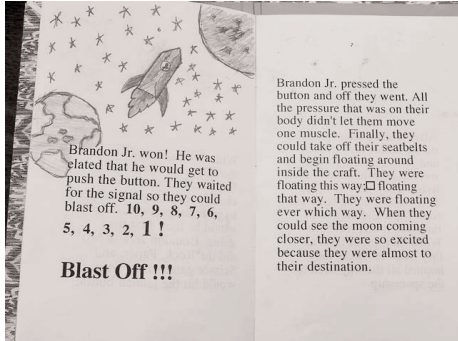 Brandon Jr. won!  He was
elated that he would get to
push the button. They waited
for the signal so they could
blast off. 10, 9, 8, 7, 6,
5, 4, 3, 2, 1 !
Blast Off !!!
Brandon Jr. pressed the
button and off they went. All
the pressure that was on their
body didn't let them move
one muscle.  Finally, they
could take off their seatbelts
and begin floating around
inside the craft.  They were
floating this way;□ floating
that way.  They were floating
ever which way.  When they
could see the moon coming
closer, they were so excited
because they were almost to
their destination.